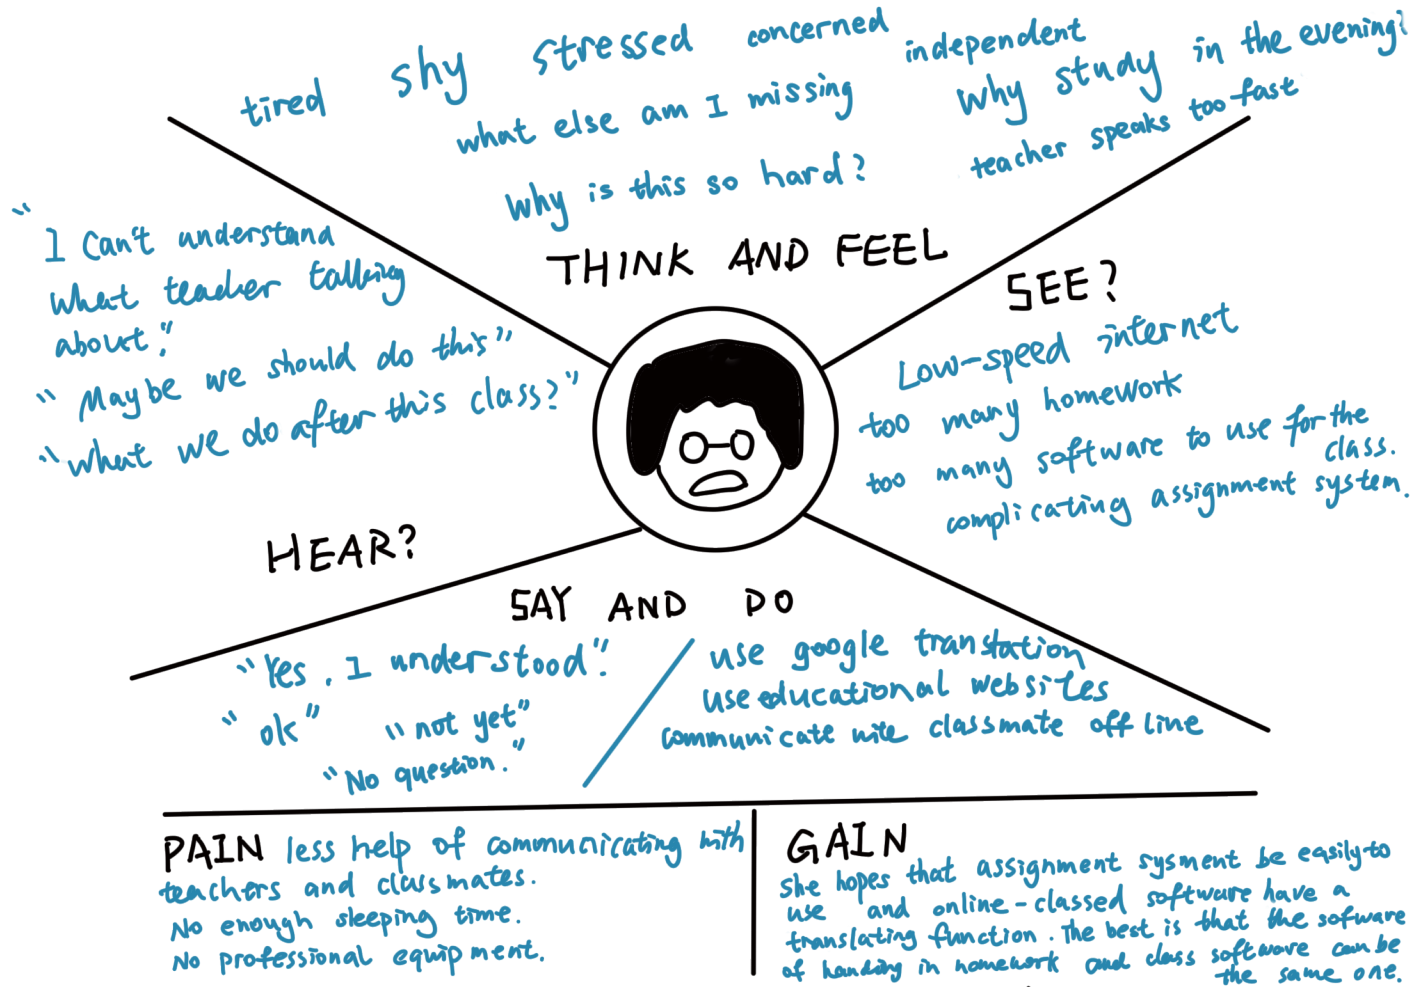 tired shy stressed concerned independent
what else am I missing
why study in the evening?
Why is this so hard?
teacher speaks too fast
THINK AND FEEL
"I can't understand
what teacher talking
about."
"Maybe we should do this"
"what we do after this class?"
HEAR?
SEE?
Low-speed internet
too many homework
too many software to use for the
class.
complicating assignment system.
SAY AND DO
"Yes, I understood".
"ok" "not yet"
"No question."
use google translation
use educational websites
communicate wite classmate off line
PAIN less help of communicating with
teachers and classmates.
No enough sleeping time.
No professional equipment.
GAIN
She hopes that assignment sysment be easily to
use and online-classed software have a
translating function. The best is that the sofware
of handing in homework and class software can be
the same one.